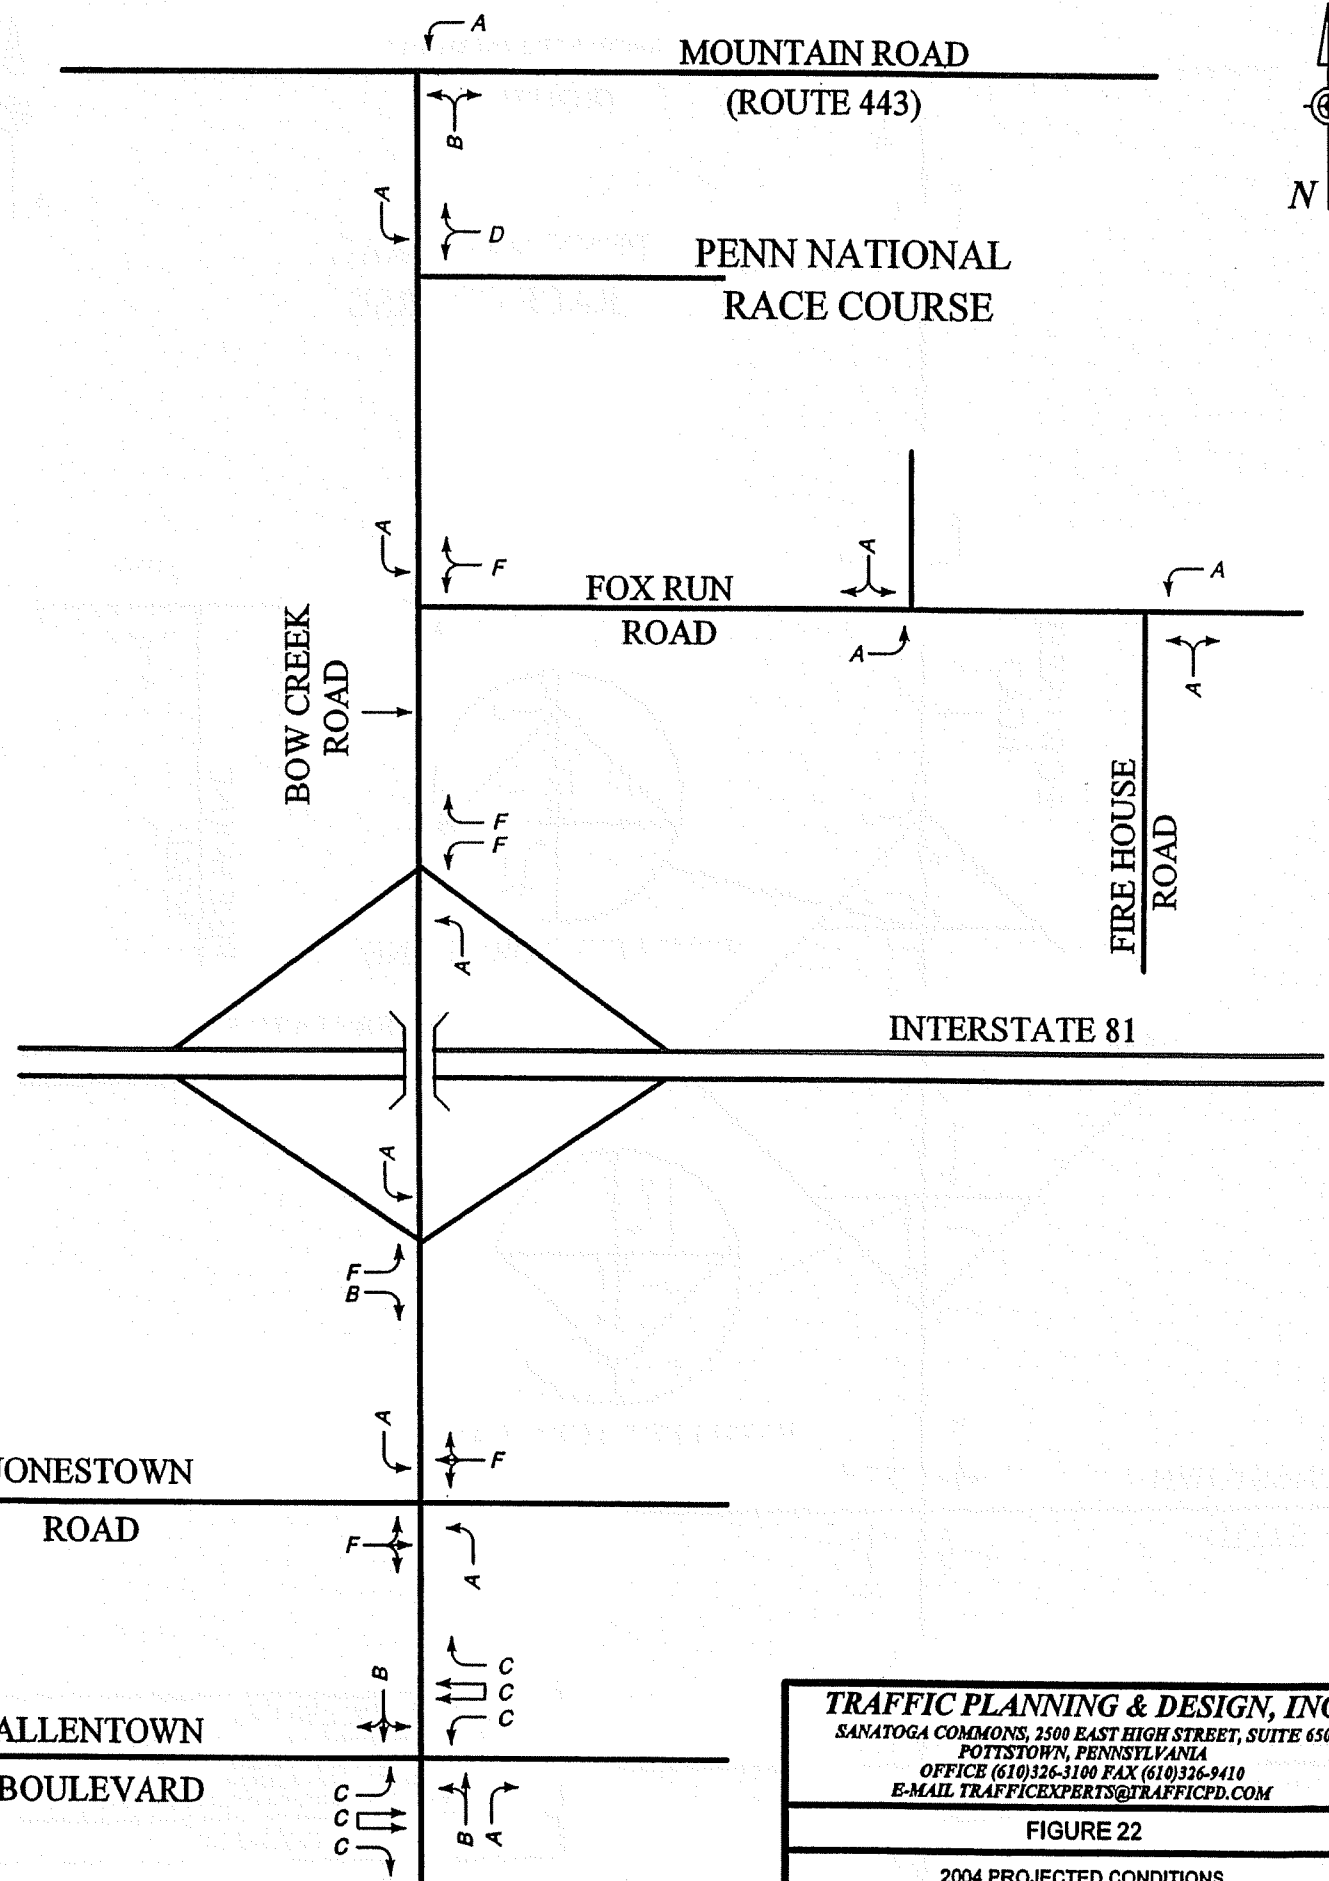 A
MOUNTAIN ROAD
(ROUTE 443)
B
N
A
D
PENN NATIONAL
RACE COURSE
A
F
A
A
FOX RUN
ROAD
A
A
BOW CREEK
ROAD
F
F
FIRE HOUSE
ROAD
A
INTERSTATE 81
A
F
B
A
F
JONESTOWN
ROAD
F
A
B
C
C
C
ALLENTOWN
BOULEVARD
C
C
C
B
A
TRAFFIC PLANNING & DESIGN, INC
SANATOGA COMMONS, 2500 EAST HIGH STREET, SUITE 650
POTTSTOWN, PENNSYLVANIA
OFFICE (610)326-3100 FAX (610)326-9410
E-MAIL TRAFFICEXPERTS@TRAFFICPD.COM
FIGURE 22
2004 PROJECTED CONDITIONS